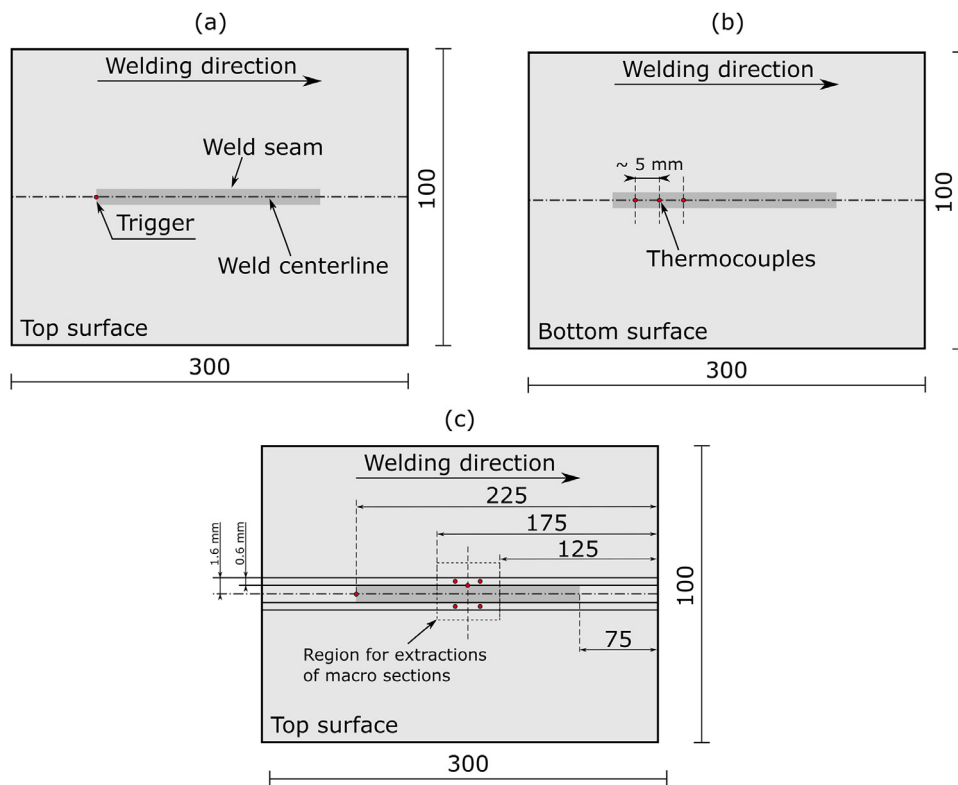 (a)
Welding direction
Weld seam
Trigger
Weld centerline
Top surface
100
300
(b)
Welding direction
~ 5 mm
Thermocouples
Bottom surface
100
300
(c)
Welding direction
225
175
125
1.6 mm
0.6 mm
75
Region for extractions
of macro sections
Top surface
100
300